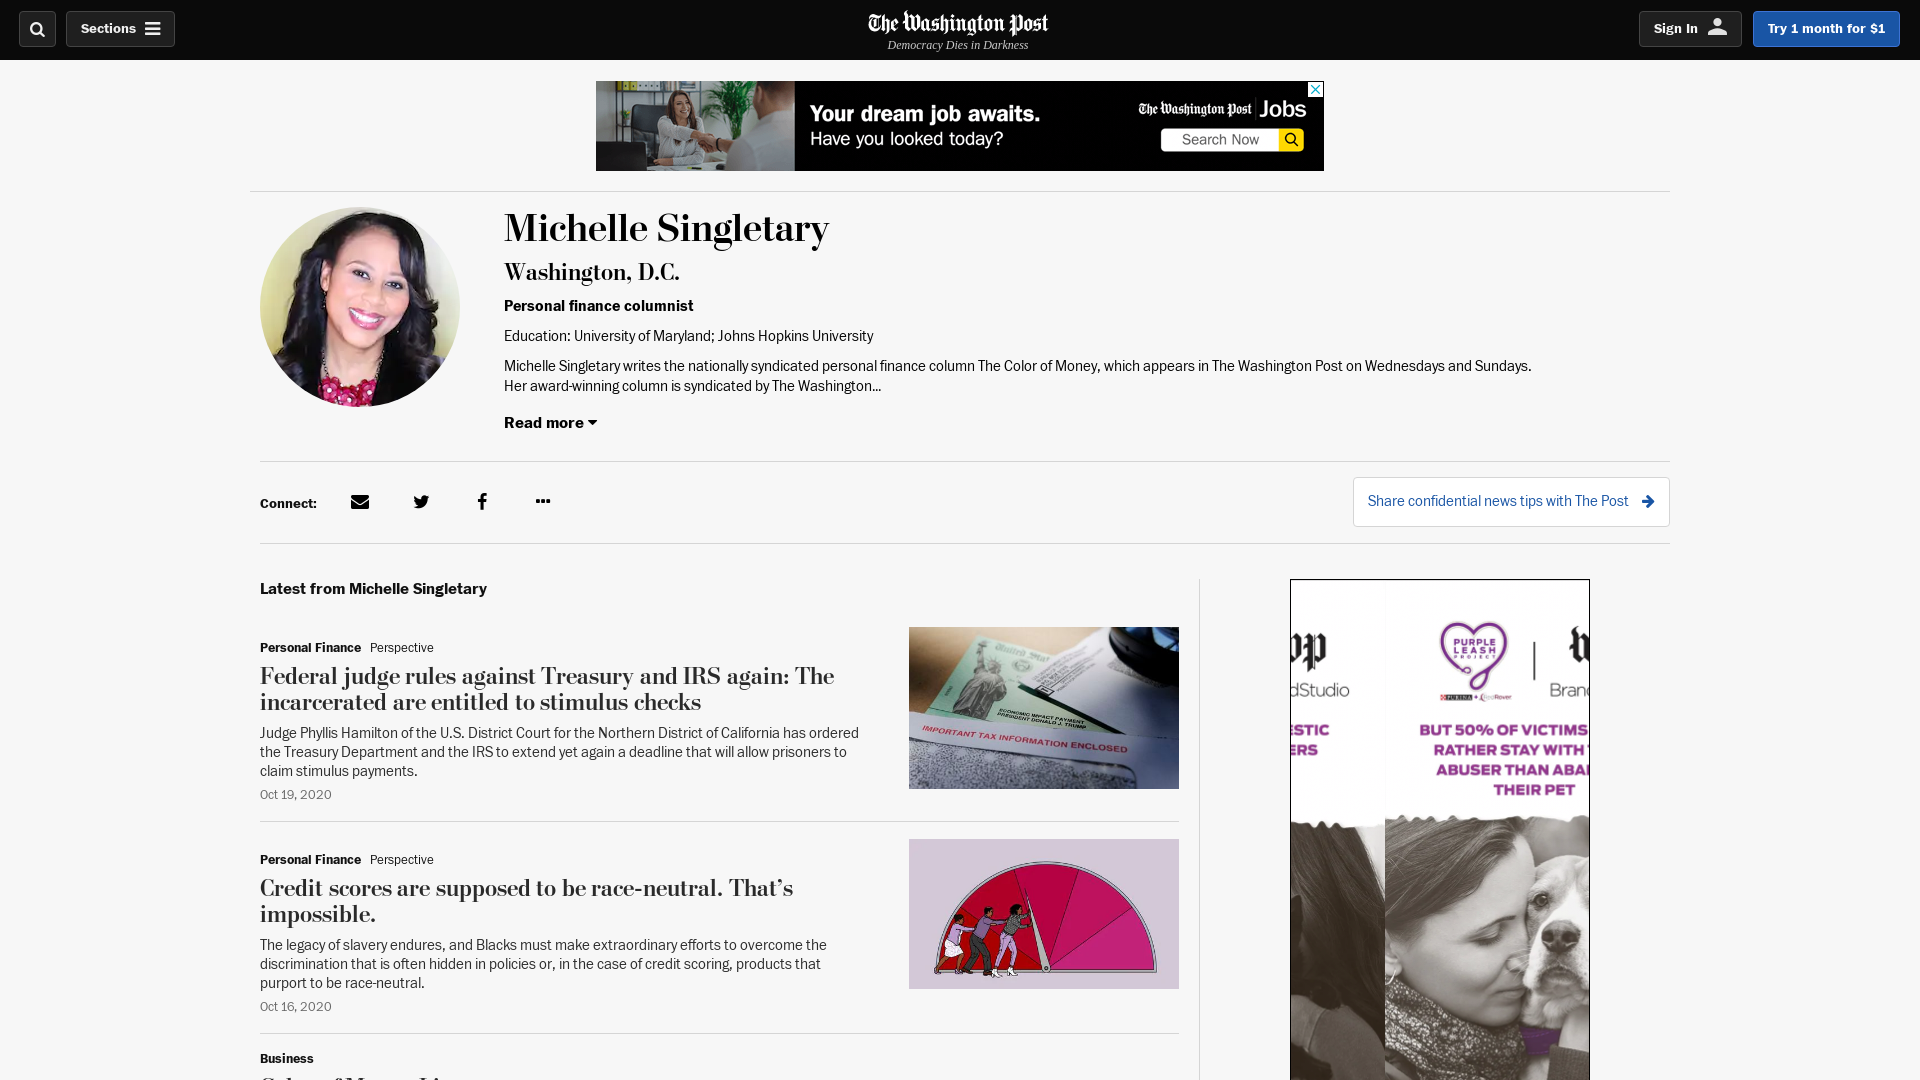 Sections
The Washington Post
Democracy Dies in Darkness
Sign In
Try 1 month for $1
Your dream job awaits.
Have you looked today?
The Washington Post Jobs
Search Now
Michelle Singletary
Washington, D.C.
Personal finance columnist
Education: University of Maryland; Johns Hopkins University
Michelle Singletary writes the nationally syndicated personal finance column The Color of Money, which appears in The Washington Post on Wednesdays and Sundays.
Her award-winning column is syndicated by The Washington...
Read more
Connect:
Share confidential news tips with The Post
Latest from Michelle Singletary
Personal Finance Perspective
Federal judge rules against Treasury and IRS again: The
incarcerated are entitled to stimulus checks
Judge Phyllis Hamilton of the U.S. District Court for the Northern District of California has ordered
the Treasury Department and the IRS to extend yet again a deadline that will allow prisoners to
claim stimulus payments.
Oct 19, 2020
ECONOMIC IMPACT PAYMENT
PRESIDENT DONALD J. TRUMP
IMPORTANT TAX INFORMATION ENCLOSED
Personal Finance Perspective
Credit scores are supposed to be race-neutral. That's
impossible.
The legacy of slavery endures, and Blacks must make extraordinary efforts to overcome the
discrimination that is often hidden in policies or, in the case of credit scoring, products that
purport to be race-neutral.
Oct 16, 2020
Business
PURPLE
LEASH
PROJECT
PURINA
RedRover
dStudio
Bran
ESTIC
ERS
BUT 50% OF VICTIMS
RATHER STAY WITH
ABUSER THAN ABA
THEIR PET